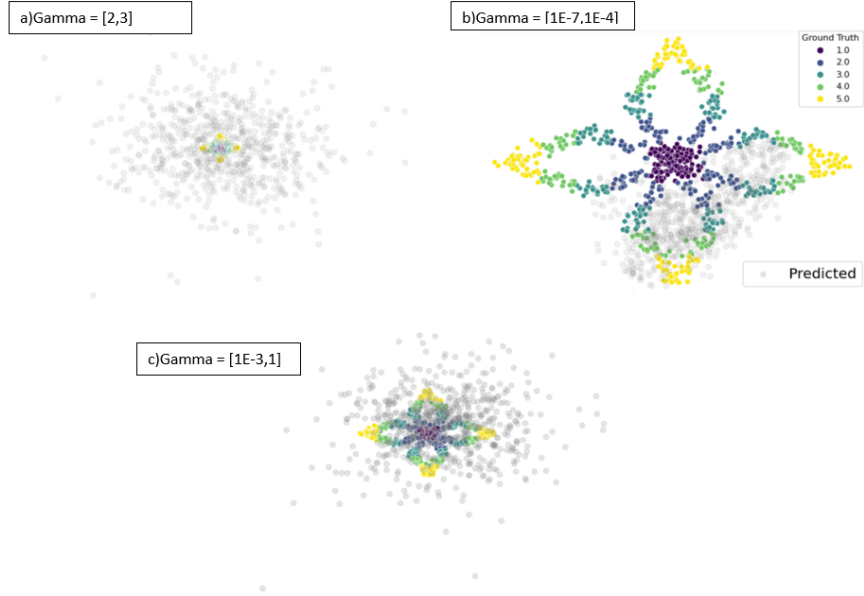 a)Gamma = [2,3]
b)Gamma = [1E-7,1E-4]
Ground Truth
1.0
2.0
3.0
4.0
5.0
Predicted
c)Gamma = [1E-3,1]